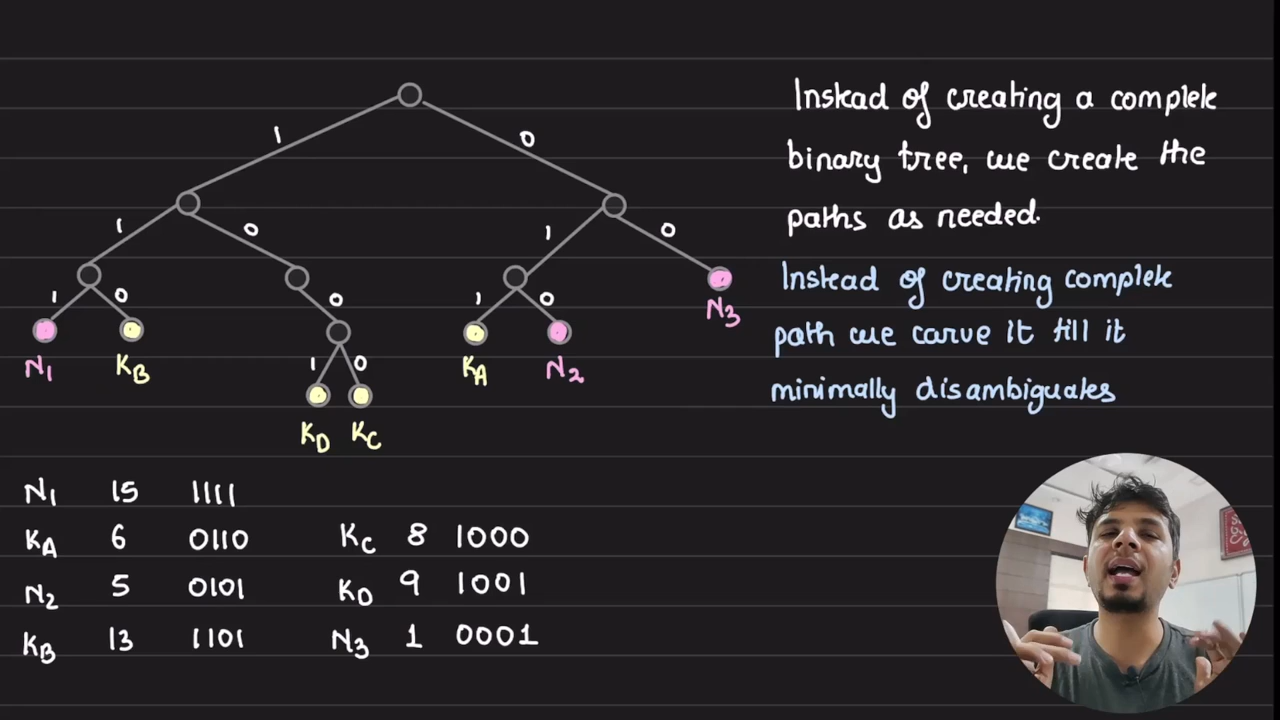 1
0
1
0
1
0
1
0
0
1
0
N3
N1
KB
1
0
KA
N2
KD
KC
Instead of creating a complete
binary tree, we create the
paths as needed.
Instead of creating complete
path we carve it till it
minimally disambiguates
N1 15 1111
KA 6 0110
N2 5 0101
KB 13 1101
KC 8 1000
KD 9 1001
N3 1 0001